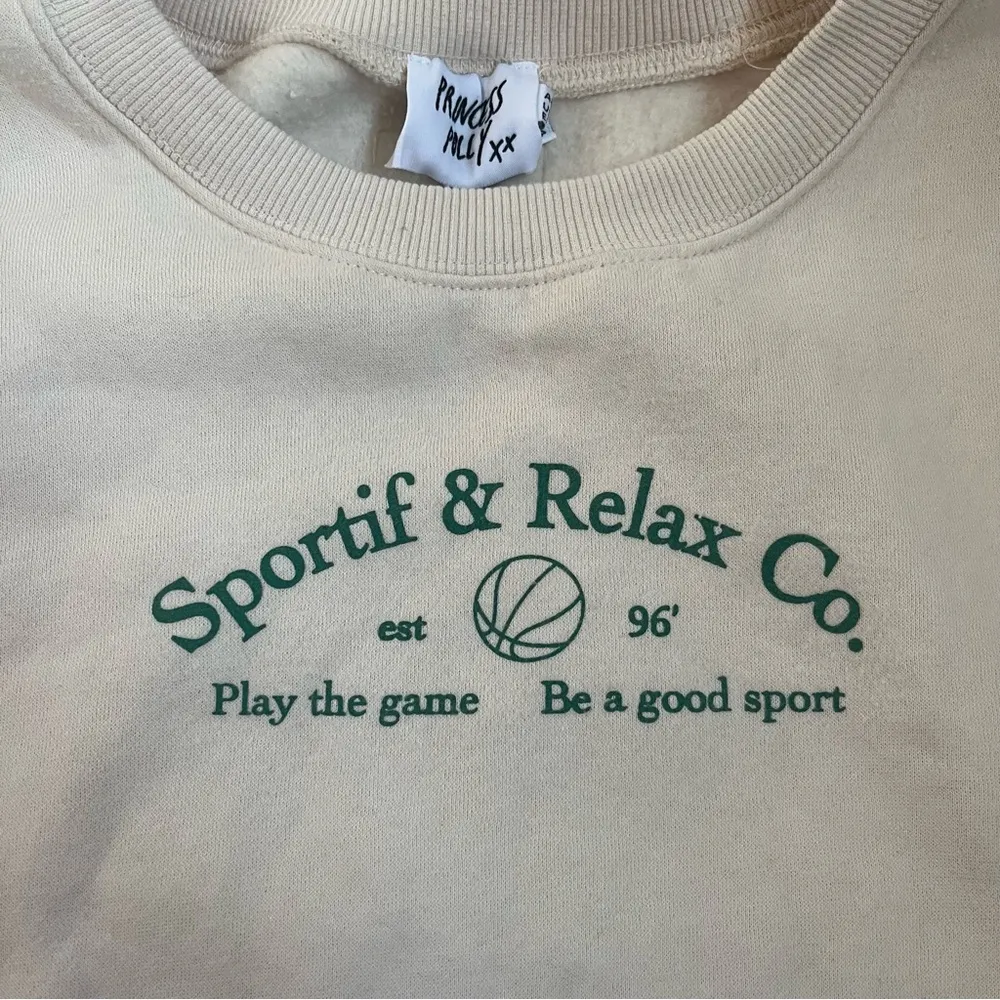 PRINCESS
POLLY xx
Sportif & Relax Co.
est 96'
Play the game Be a good sport